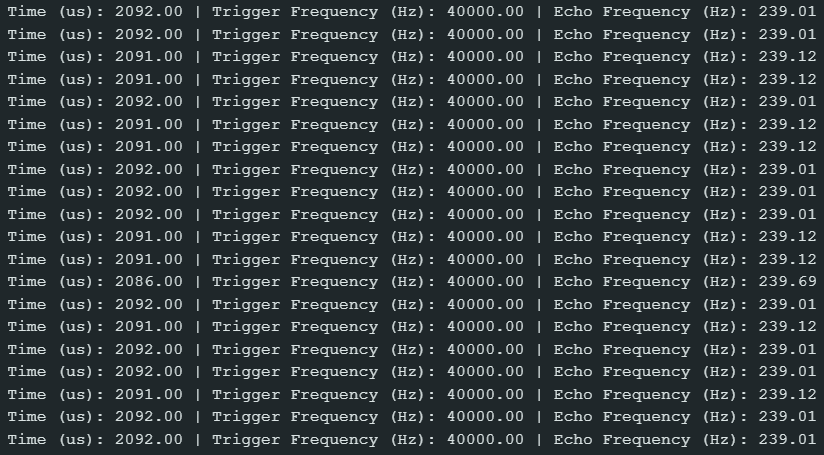 Time (us): 2092.00 | Trigger Frequency (Hz): 40000.00 | Echo Frequency (Hz): 239.01
Time (us): 2092.00 | Trigger Frequency (Hz): 40000.00 | Echo Frequency (Hz): 239.01
Time (us): 2091.00 | Trigger Frequency (Hz): 40000.00 | Echo Frequency (Hz): 239.12
Time (us): 2091.00 | Trigger Frequency (Hz): 40000.00 | Echo Frequency (Hz): 239.12
Time (us): 2092.00 | Trigger Frequency (Hz): 40000.00 | Echo Frequency (Hz): 239.01
Time (us): 2091.00 | Trigger Frequency (Hz): 40000.00 | Echo Frequency (Hz): 239.12
Time (us): 2091.00 | Trigger Frequency (Hz): 40000.00 | Echo Frequency (Hz): 239.12
Time (us): 2092.00 | Trigger Frequency (Hz): 40000.00 | Echo Frequency (Hz): 239.01
Time (us): 2092.00 | Trigger Frequency (Hz): 40000.00 | Echo Frequency (Hz): 239.01
Time (us): 2092.00 | Trigger Frequency (Hz): 40000.00 | Echo Frequency (Hz): 239.01
Time (us): 2091.00 | Trigger Frequency (Hz): 40000.00 | Echo Frequency (Hz): 239.12
Time (us): 2091.00 | Trigger Frequency (Hz): 40000.00 | Echo Frequency (Hz): 239.12
Time (us): 2086.00 | Trigger Frequency (Hz): 40000.00 | Echo Frequency (Hz): 239.69
Time (us): 2092.00 | Trigger Frequency (Hz): 40000.00 | Echo Frequency (Hz): 239.01
Time (us): 2091.00 | Trigger Frequency (Hz): 40000.00 | Echo Frequency (Hz): 239.12
Time (us): 2092.00 | Trigger Frequency (Hz): 40000.00 | Echo Frequency (Hz): 239.01
Time (us): 2092.00 | Trigger Frequency (Hz): 40000.00 | Echo Frequency (Hz): 239.01
Time (us): 2091.00 | Trigger Frequency (Hz): 40000.00 | Echo Frequency (Hz): 239.12
Time (us): 2092.00 | Trigger Frequency (Hz): 40000.00 | Echo Frequency (Hz): 239.01
Time (us): 2092.00 | Trigger Frequency (Hz): 40000.00 | Echo Frequency (Hz): 239.01